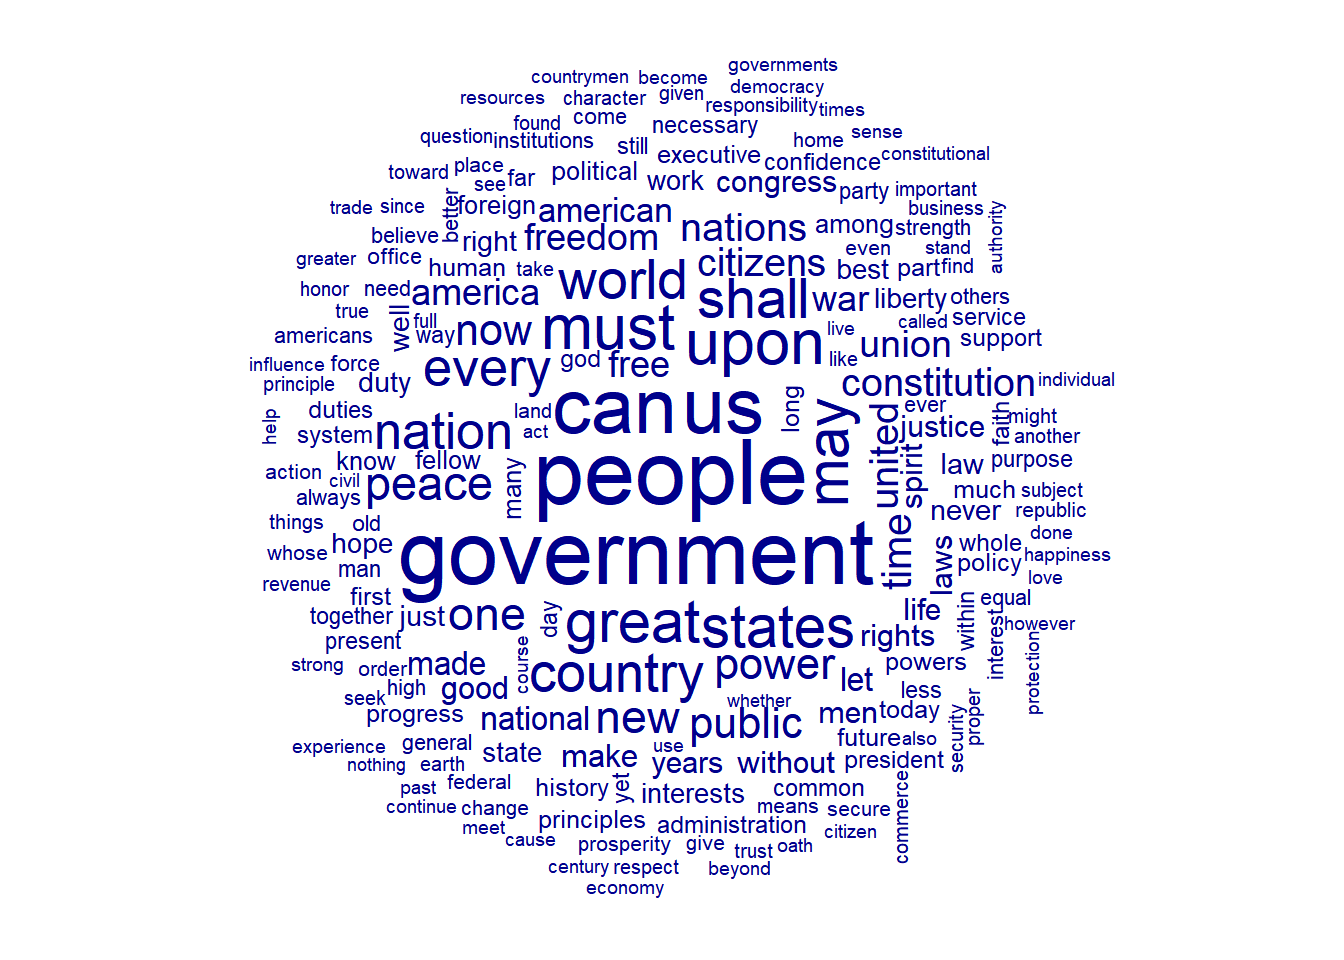 governments
countrymen become
democracy
resources character given
responsibility times
found come necessary
question institutions still home sense
executive confidence constitutional
toward place political
see far work congress party important
trade since better foreign american nations among strength business
believe right freedom authority
greater office human take world citizens even stand
best part find
honor need america shall war liberty others
true well full way now must upon live called service
americans like union support
influence force every god free
principle duty constitution individual
help duties land can us long may united ever faith might
system nation act justice another
know fellow people spirit law purpose
action civil peace many much subject
always never republic
things old government time laws whole done
whose hope policy happiness
revenue man love
first life within equal
together just one day great states rights interest however
present
strong order made course country power powers protection
seek high good let less
whether
progress national new public men today security proper
experience general state use future also
nothing earth make years without president
past federal history yet interests common commerce
continue change means secure
meet principles administration citizen
cause prosperity give trust oath
century respect beyond
economy